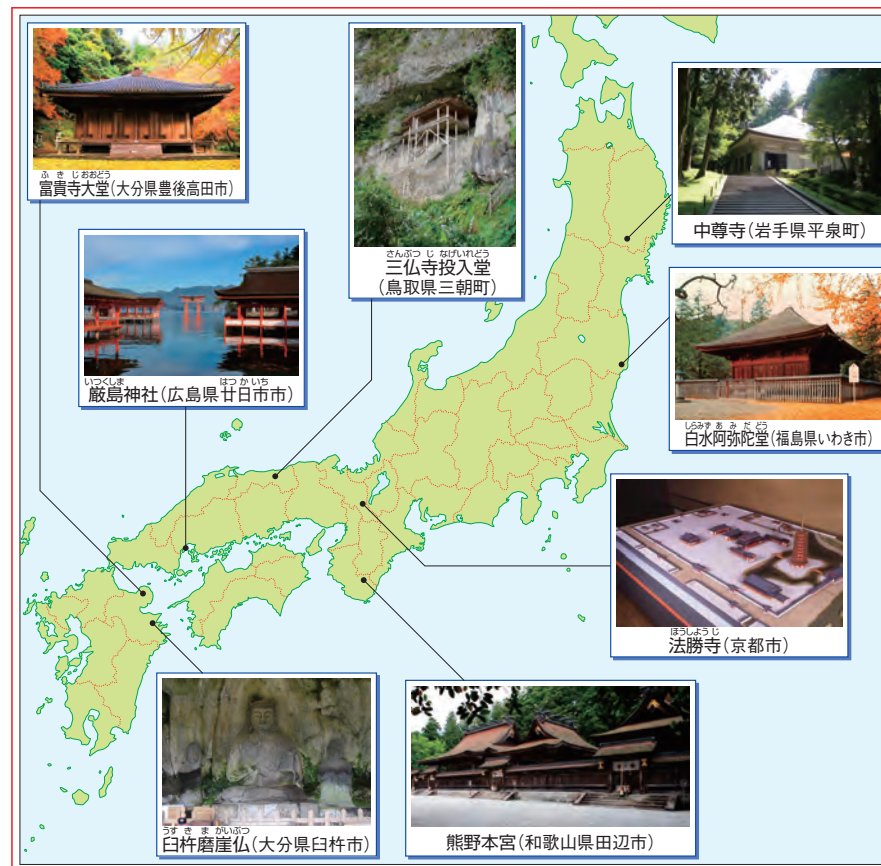 ふきじおおどう
富貴寺大堂(大分県豊後高田市)
さんぶつじなげいれどう
三仏寺投入堂
(鳥取県三朝町)
中尊寺(岩手県平泉町)
いつくしま はつかいち
厳島神社(広島県廿日市市)
しらみずあみだどう
白水阿弥陀堂(福島県いわき市)
ほうしょうじ
法勝寺(京都市)
うすきまがいぶつ
臼杵磨崖仏(大分県臼杵市)
熊野本宮(和歌山県田辺市)